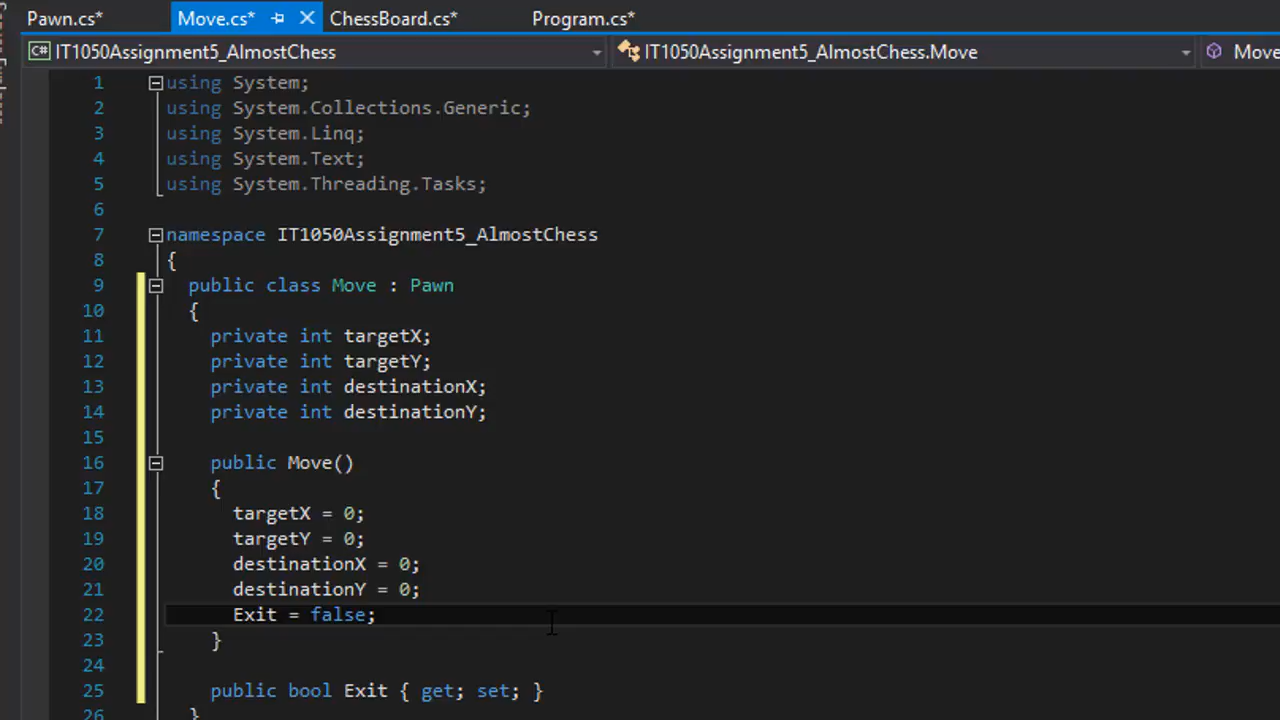 Pawn.cs* Move.cs* ChessBoard.cs* Program.cs*
C# IT1050Assignment5_AlmostChess IT1050Assignment5_AlmostChess.Move Move
1 using System;
2 using System.Collections.Generic;
3 using System.Linq;
4 using System.Text;
5 using System.Threading.Tasks;
6
7 namespace IT1050Assignment5_AlmostChess
8 {
9 public class Move : Pawn
10 {
11 private int targetX;
12 private int targetY;
13 private int destinationX;
14 private int destinationY;
15
16 public Move()
17 {
18 targetX = 0;
19 targetY = 0;
20 destinationX = 0;
21 destinationY = 0;
22 Exit = false;
23 }
24
25 public bool Exit { get; set; }
26 }